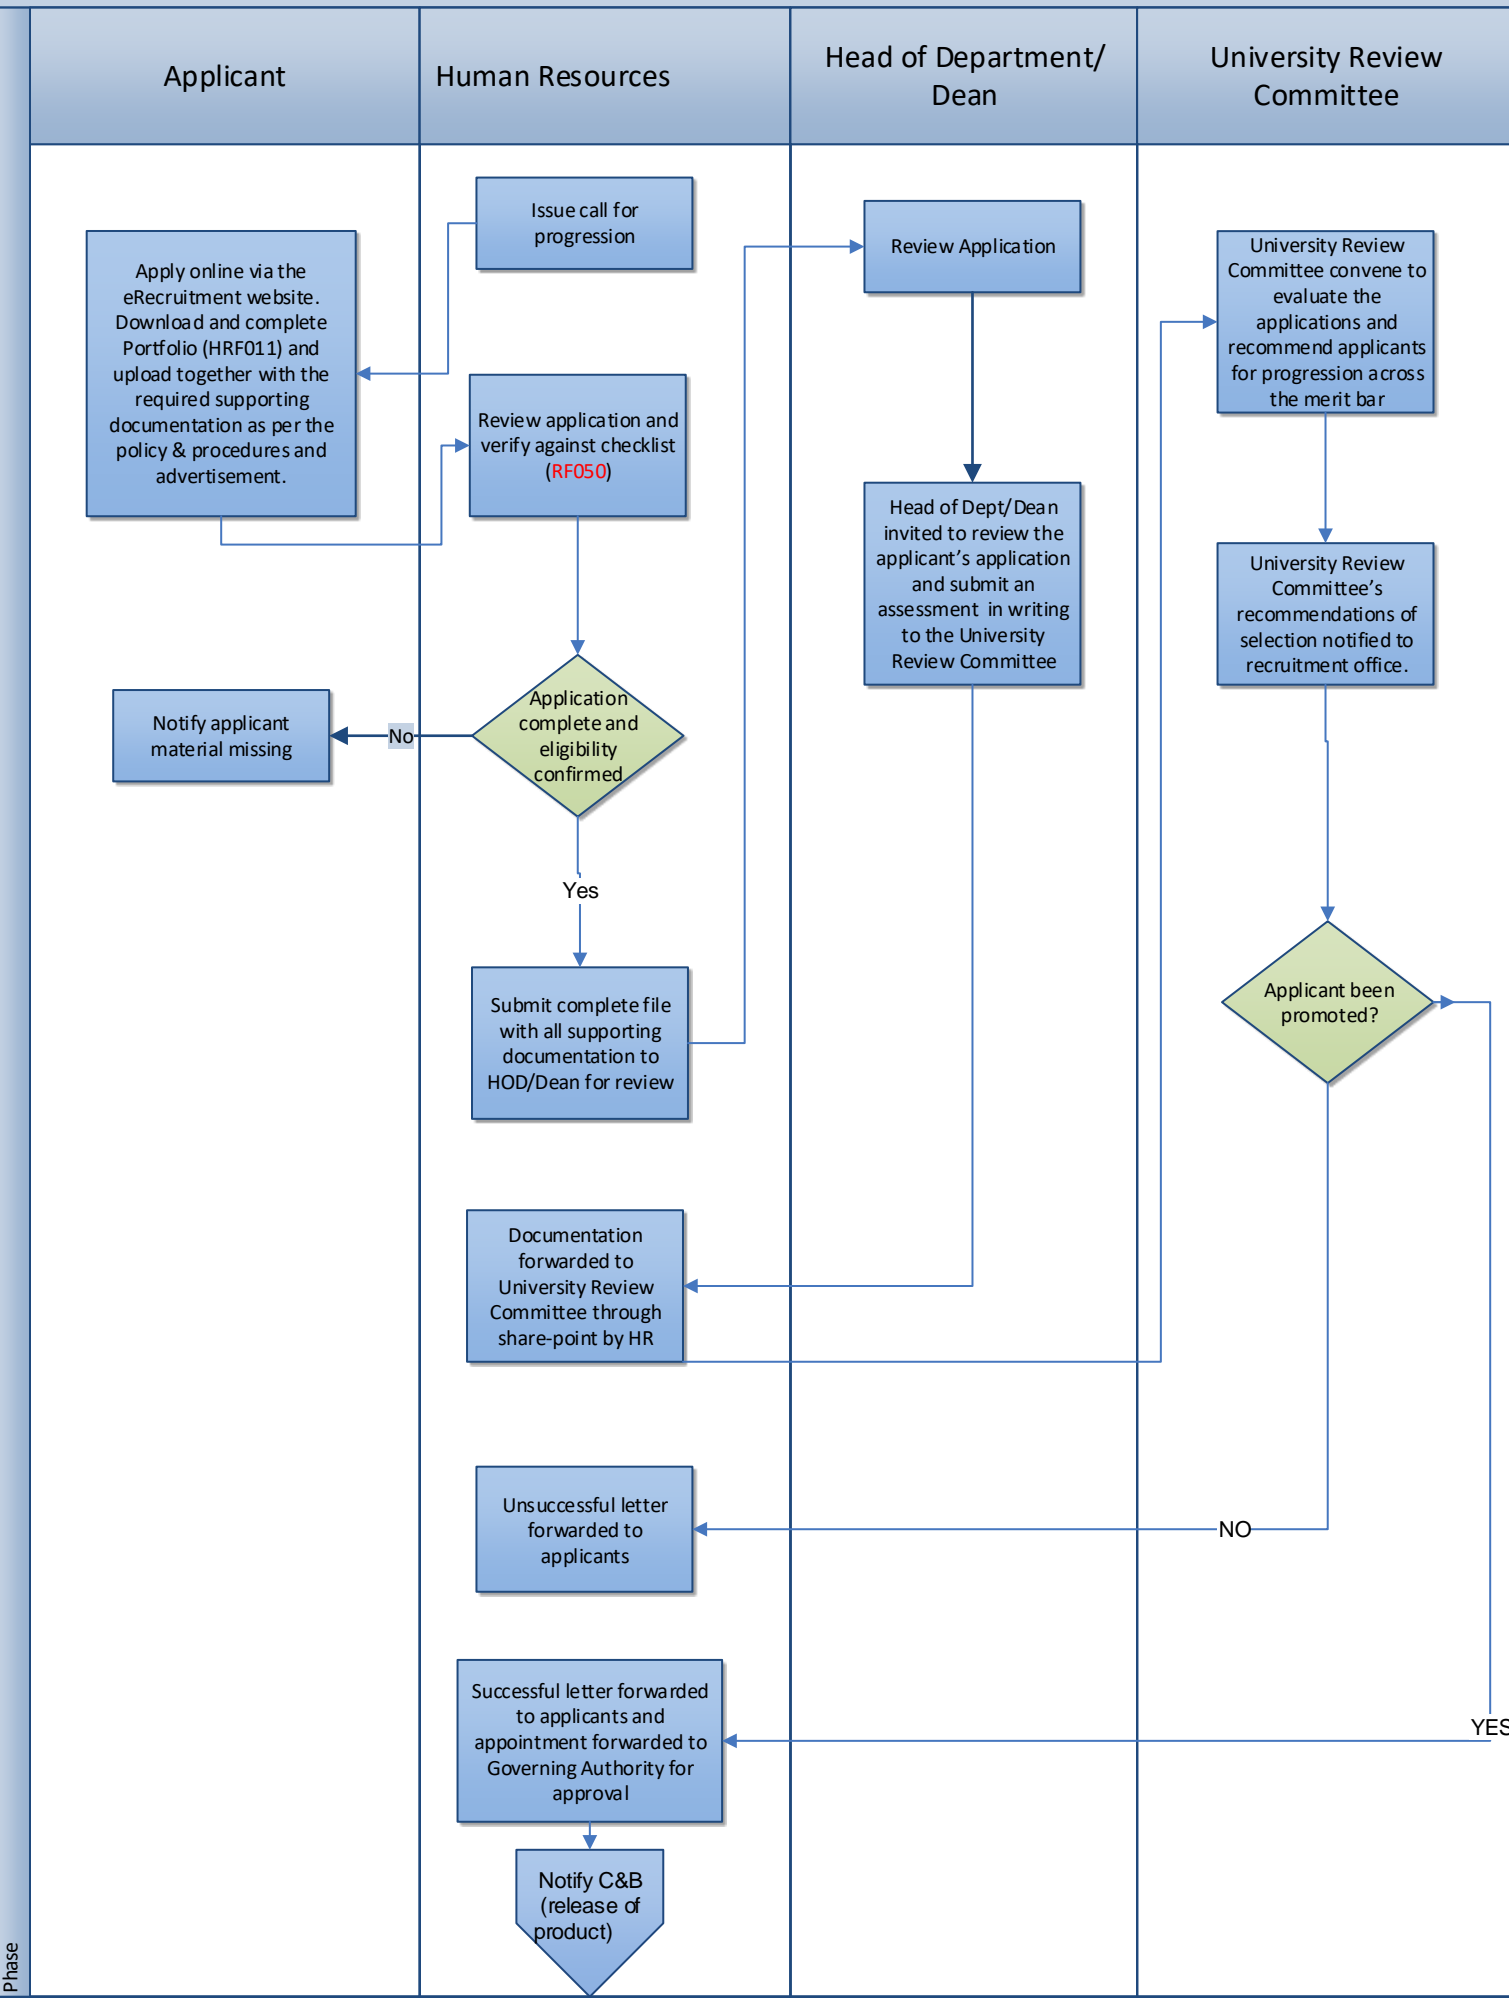 Applicant
Human Resources
Head of Department/
Dean
University Review
Committee
Issue call for
progression
Apply online via the
eRecruitment website.
Download and complete
Portfolio (HRF011) and
upload together with the
required supporting
documentation as per the
policy & procedures and
advertisement.
Review application and
verify against checklist
(RF050)
Application
complete and
eligibility
confirmed
No
Notify applicant
material missing
Yes
Submit complete file
with all supporting
documentation to
HOD/Dean for review
Review Application
Head of Dept/Dean
invited to review the
applicant’s application
and submit an
assessment in writing
to the University
Review Committee
Documentation
forwarded to
University Review
Committee through
share-point by HR
University Review
Committee convene to
evaluate the
applications and
recommend applicants
for progression across
the merit bar
University Review
Committee’s
recommendations of
selection notified to
recruitment office.
Applicant been
promoted?
NO
Unsuccessful letter
forwarded to
applicants
YES
Successful letter forwarded
to applicants and
appointment forwarded to
Governing Authority for
approval
Notify C&B
(release of
product)
Phase